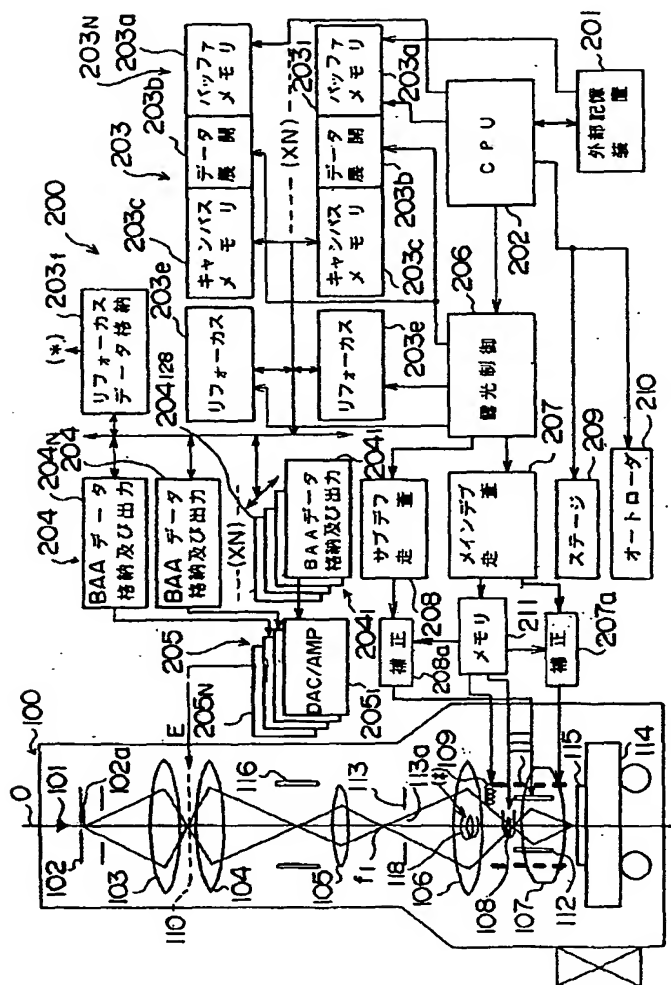 100
O
101
102
102a
103
110
104
E
116
105
113
f1
113a
118
(#)
106
109
108
111
107
112
115
114
205
205N
DAC/AMP
2051
204
204N
204
BAAデータ
格納及び出力
BAAデータ
格納及び出力
(XN)
BAAデータ
格納及び出力
2041
2041
204128
200
(*)
203f
リフォーカス
データ格納
203e
リフォーカス
リフォーカス
203e
203
203N
203a
203b
203c
キャンバス
メモリ
データ
展開
バッファ
メモリ
(XN)
2031
キャンバス
メモリ
データ
展開
バッファ
メモリ
203a
203b
203c
サブデフ
走査
208
補正
208a
メインデフ
走査
207
メモリ
211
補正
207a
206
露光制御
202
CPU
201
外部記憶
装置
ステージ
209
オートローダ
210